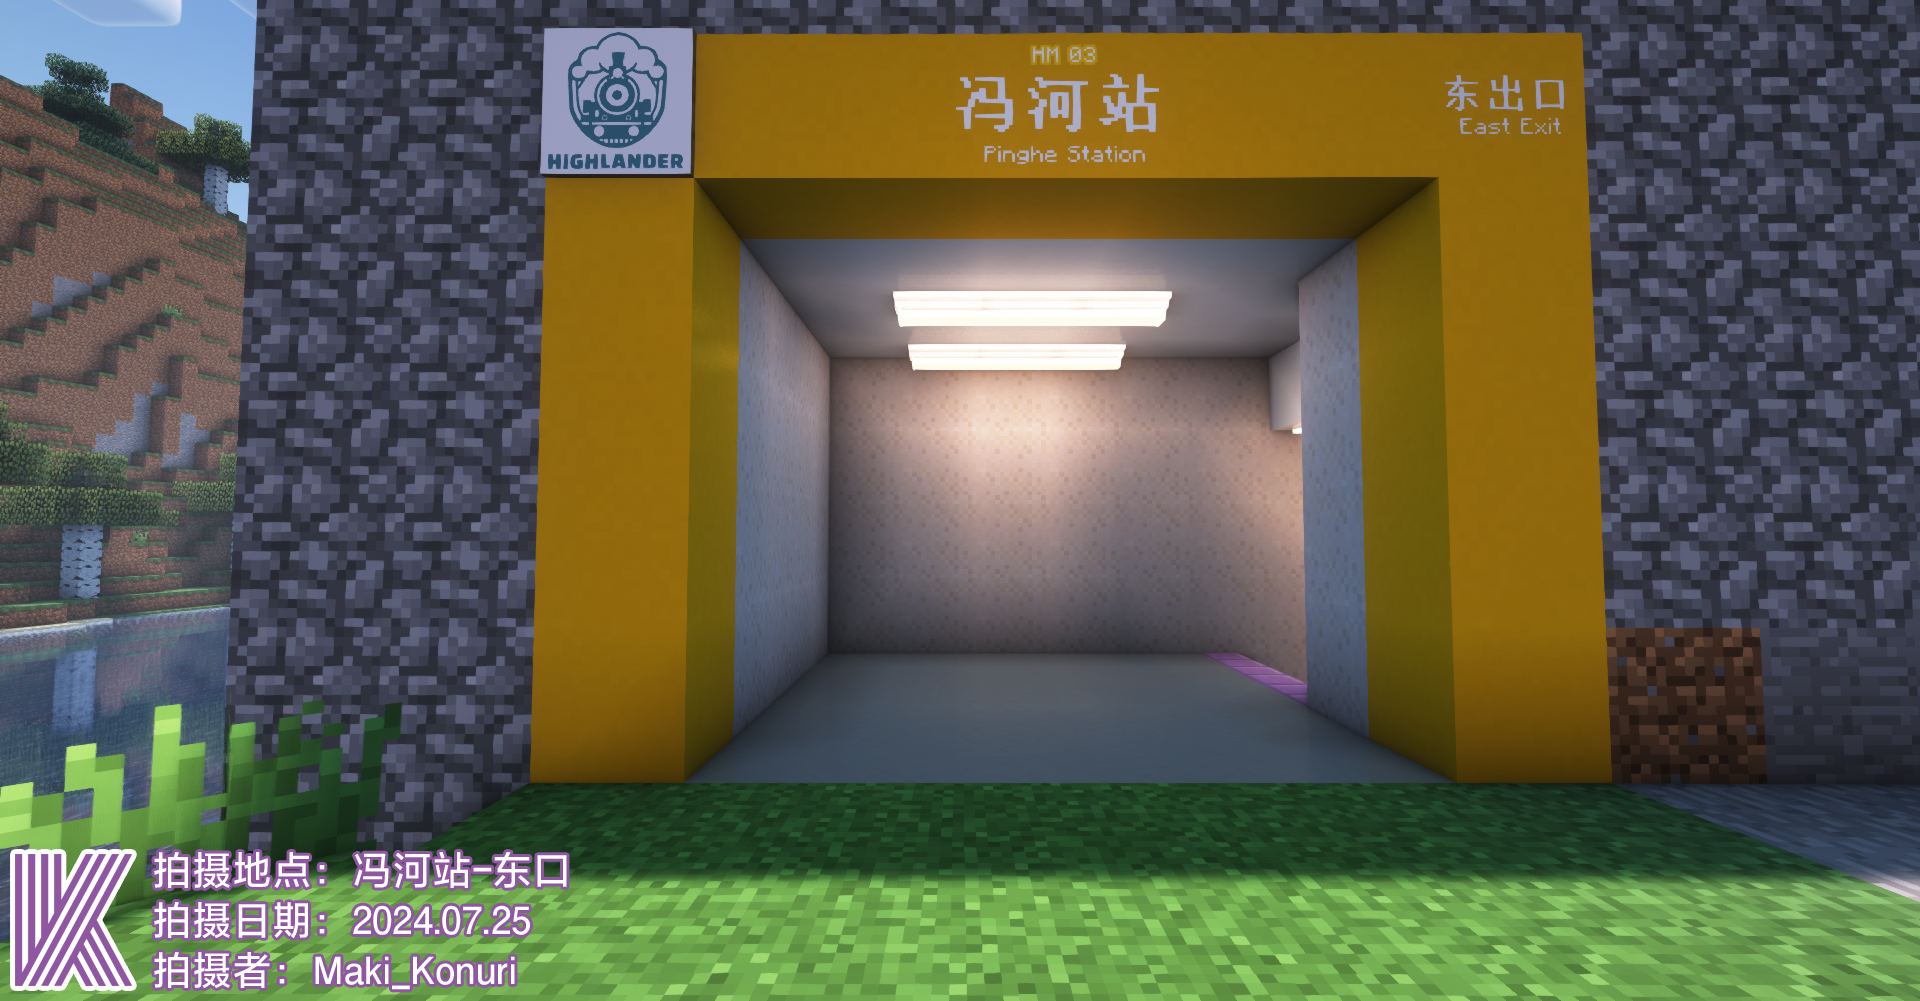 HIGHLANDER
HM 03
冯河站
Pinghe Station
东出口
East Exit
拍摄地点：冯河站-东口
拍摄日期：2024.07.25
拍摄者：Maki_Konuri